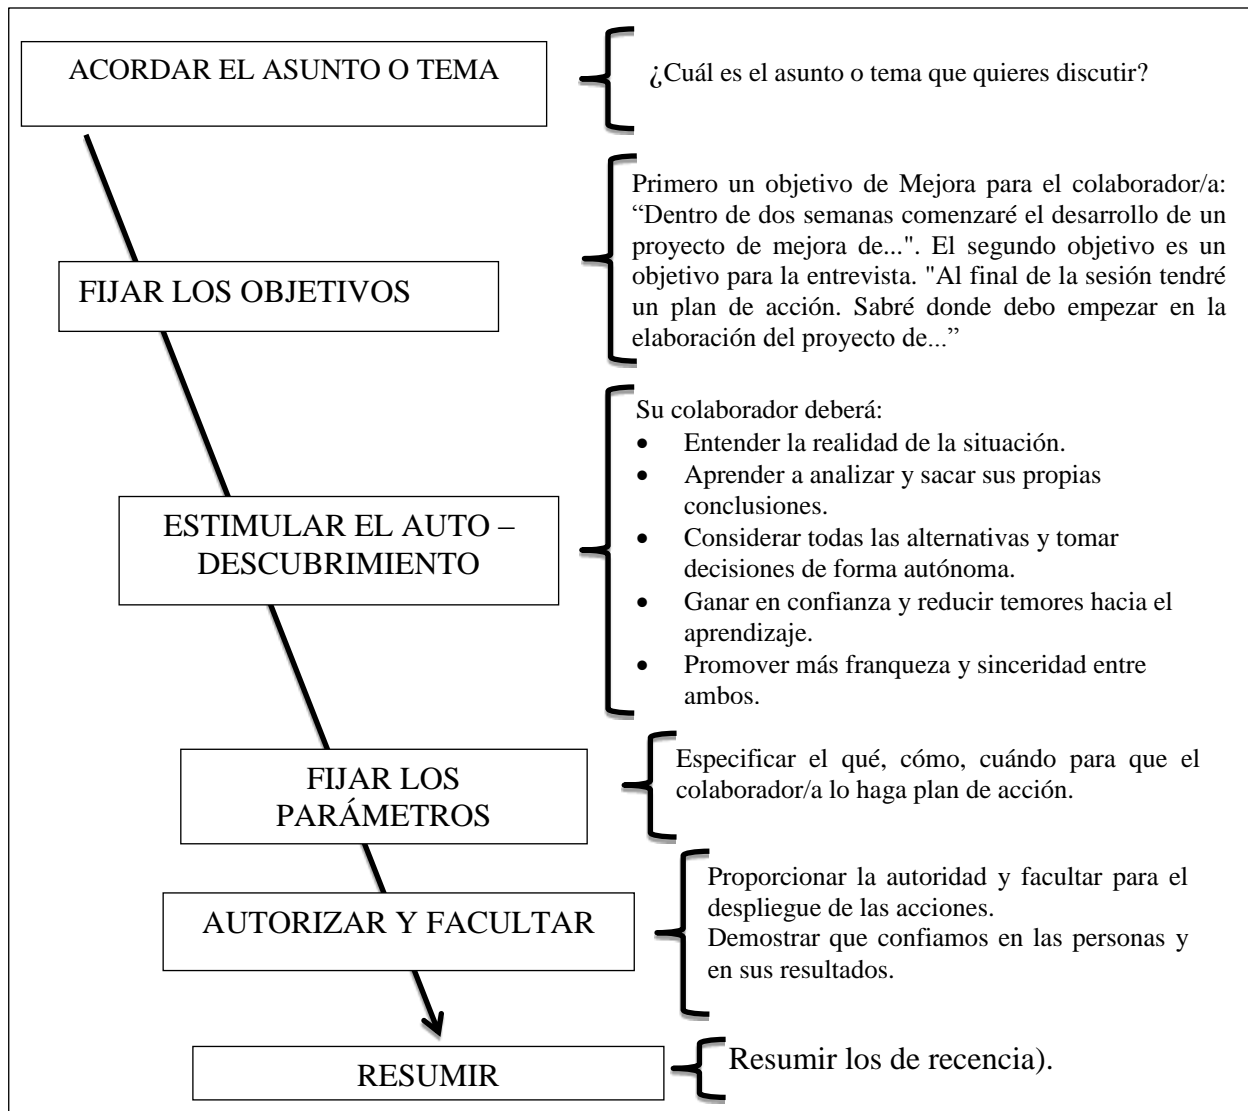 ACORDAR EL ASUNTO O TEMA
¿Cuál es el asunto o tema que quieres discutir?
FIJAR LOS OBJETIVOS
Primero un objetivo de Mejora para el colaborador/a:
“Dentro de dos semanas comenzaré el desarrollo de un
proyecto de mejora de...". El segundo objetivo es un
objetivo para la entrevista. "Al final de la sesión tendré
un plan de acción. Sabré donde debo empezar en la
elaboración del proyecto de...”
ESTIMULAR EL AUTO –
DESCUBRIMIENTO
Su colaborador deberá:
• Entender la realidad de la situación.
• Aprender a analizar y sacar sus propias
conclusiones.
• Considerar todas las alternativas y tomar
decisiones de forma autónoma.
• Ganar en confianza y reducir temores hacia el
aprendizaje.
• Promover más franqueza y sinceridad entre
ambos.
FIJAR LOS
PARÁMETROS
Especificar el qué, cómo, cuándo para que el
colaborador/a lo haga plan de acción.
AUTORIZAR Y FACULTAR
Proporcionar la autoridad y facultar para el
despliegue de las acciones.
Demostrar que confiamos en las personas y
en sus resultados.
RESUMIR
Resumir los de recencia).